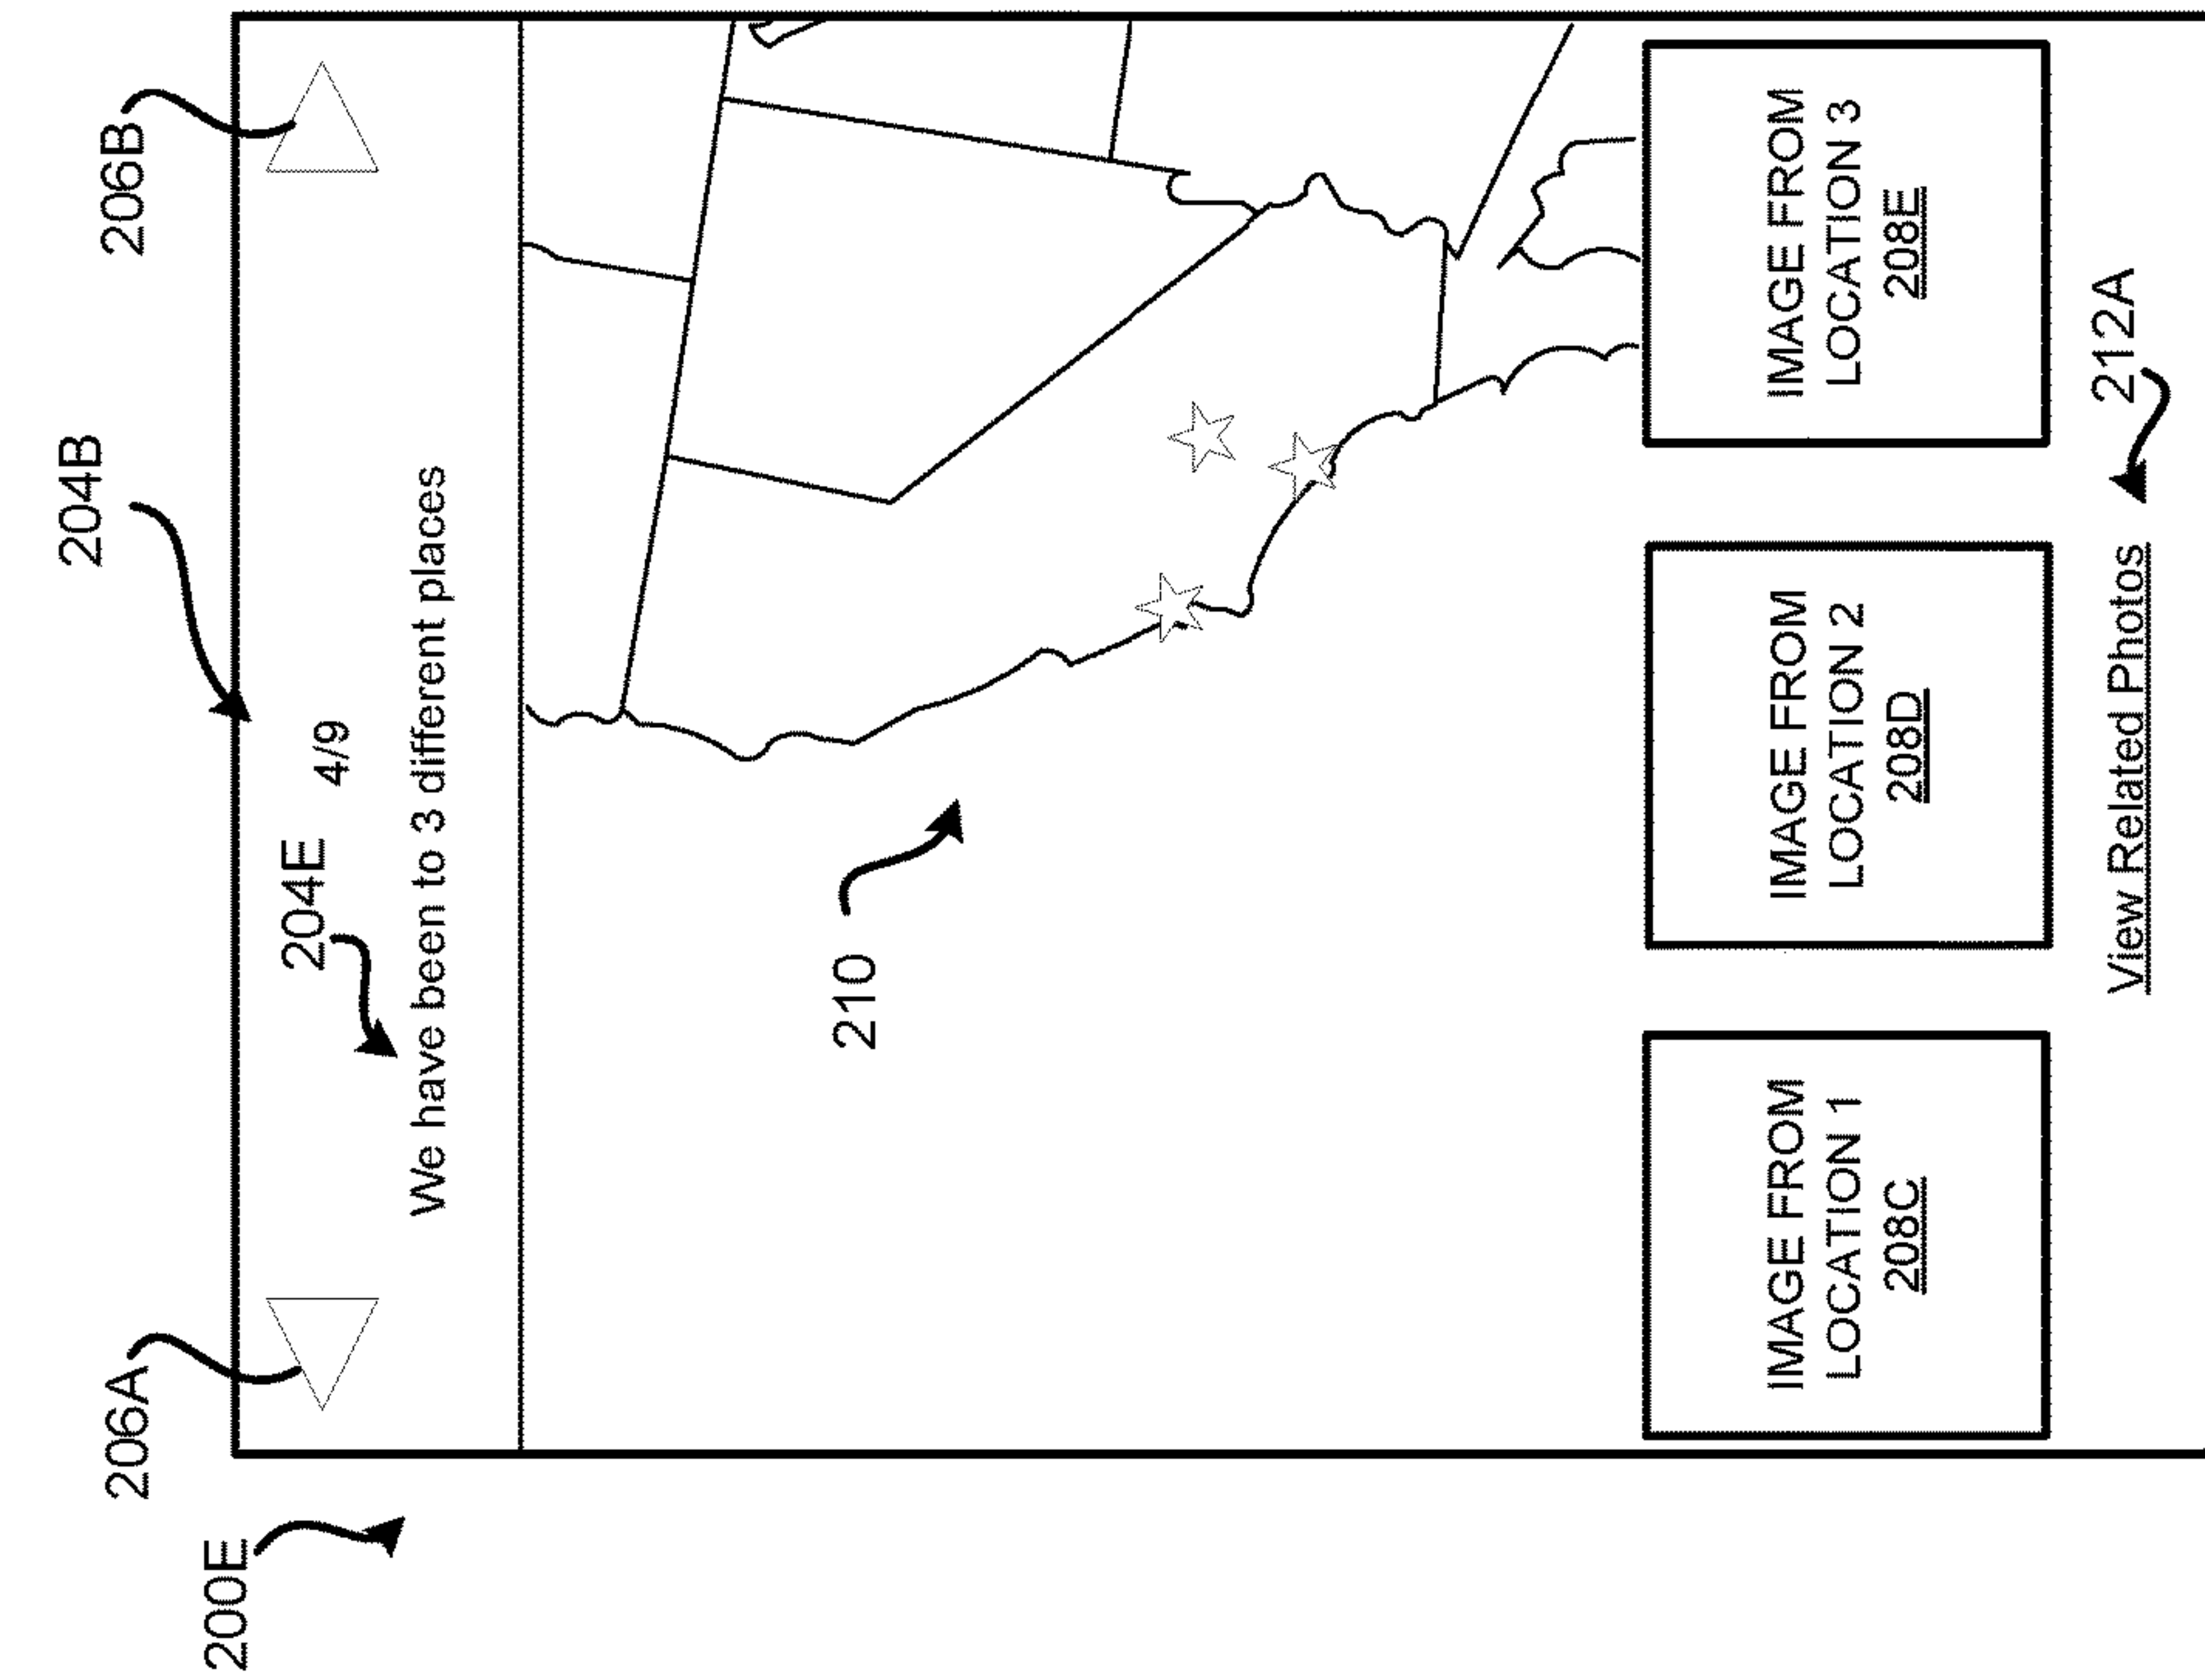 200E
206A
204B
206B
204E
4/9
We have been to 3 different places
210
IMAGE FROM
LOCATION 1
208C
IMAGE FROM
LOCATION 2
208D
IMAGE FROM
LOCATION 3
208E
View Related Photos
212A